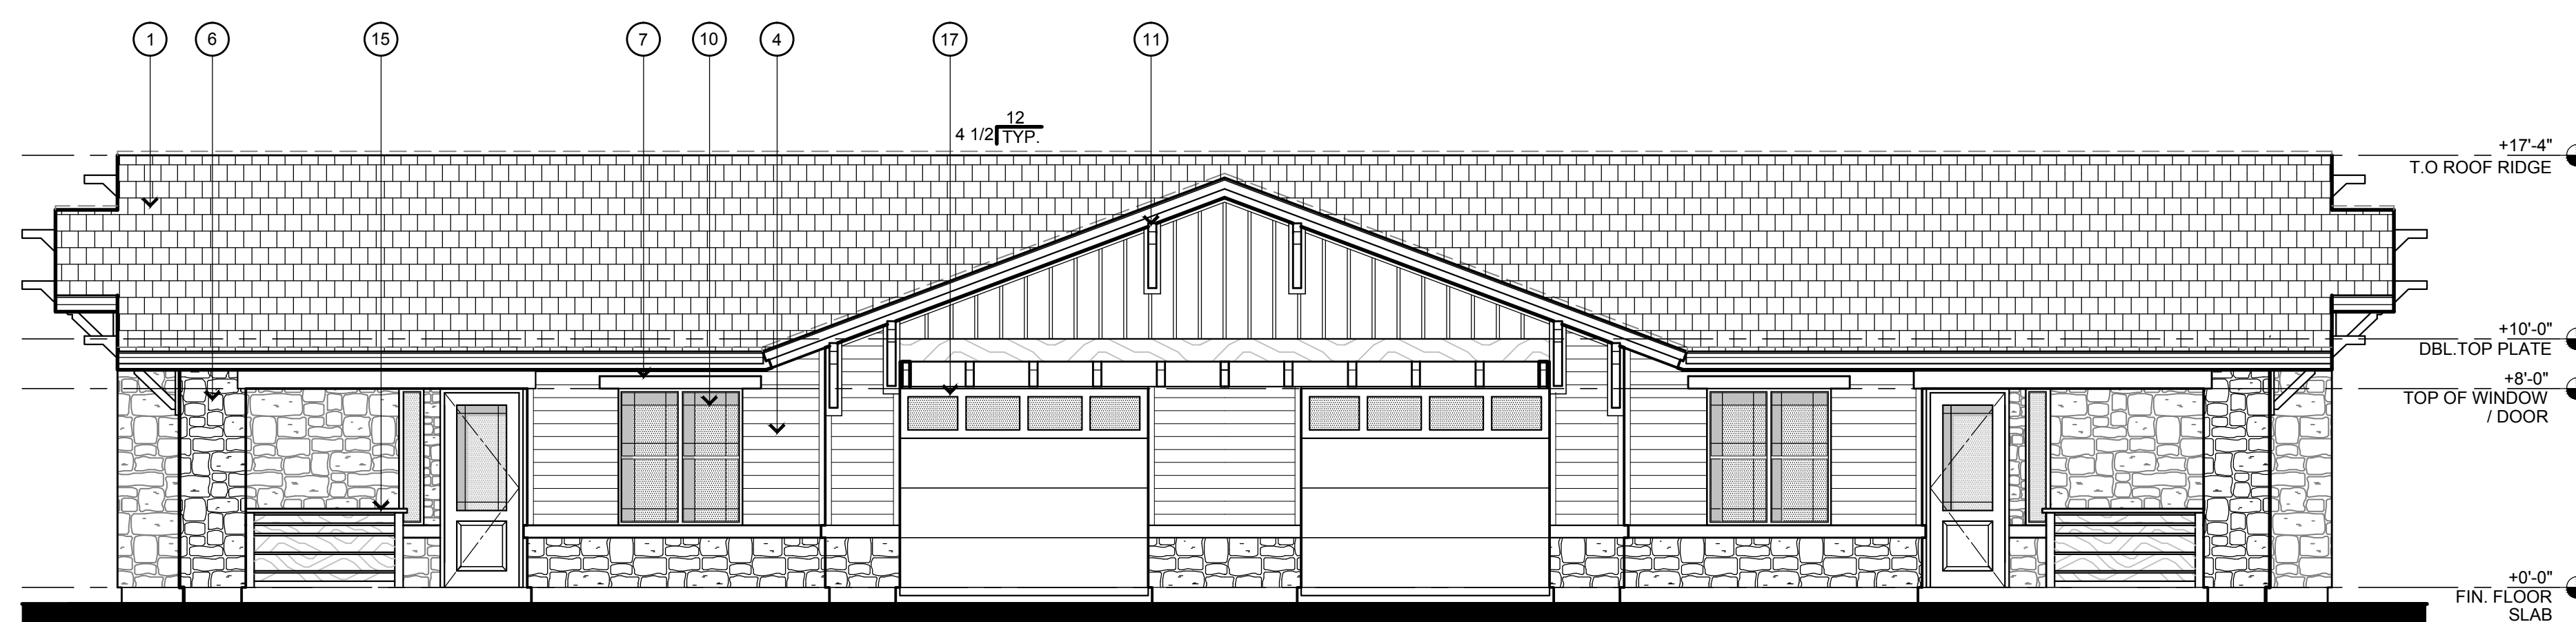 1 6 15 7 10 4 17 11
12
4 1/2 TYP.
+17'-4"
T.O ROOF RIDGE
+10'-0"
DBL.TOP PLATE
+8'-0"
TOP OF WINDOW
/ DOOR
+0'-0"
FIN. FLOOR
SLAB